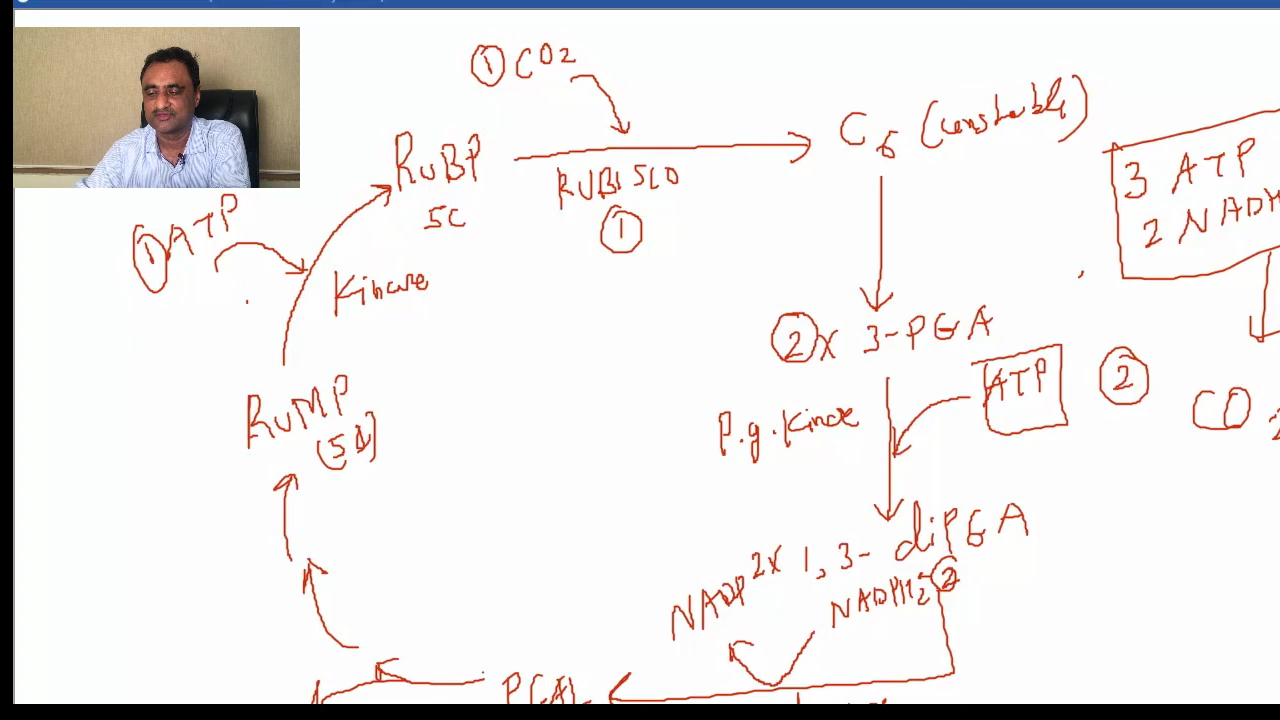 ① CO2
RuBP
5C
RUBISCO
①
C6 (unstable)
3 ATP
2 NADPH
① ATP
Kinase
② x 3-PGA
ATP
②
CO2
P.g. Kinase
RuMP
2x 1,3-diPGA
NADP
NADPH2-②
PGAL